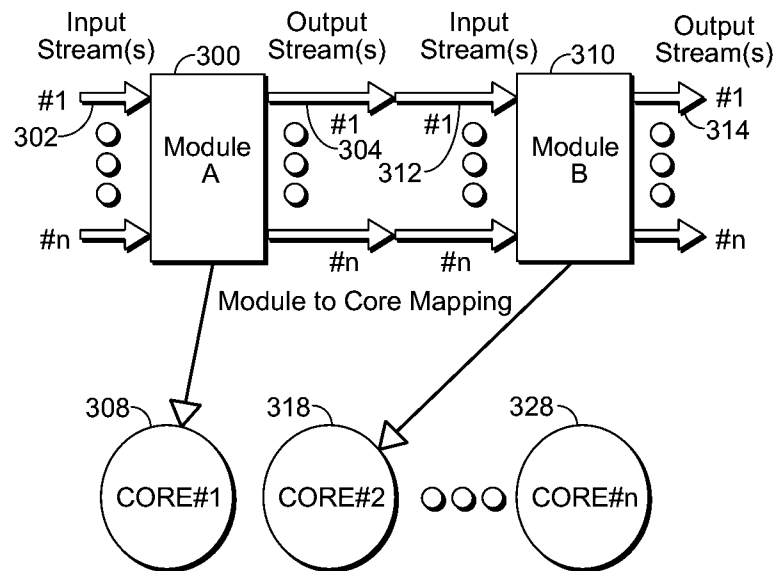 Input
Stream(s)
Output
Stream(s)
Input
Stream(s)
Output
Stream(s)
300
310
#1
302
Module
A
#1
304
#1
312
Module
B
#1
314
#n
#n
#n
#n
Module to Core Mapping
308
318
328
CORE#1
CORE#2
CORE#n